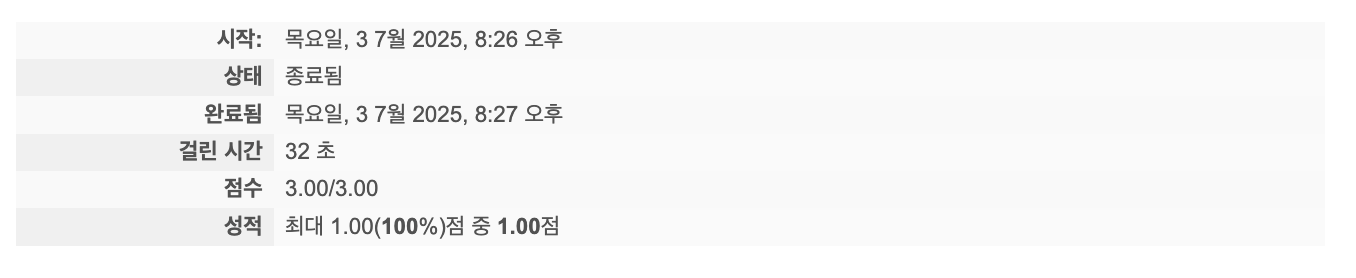 시작: 목요일, 3 7월 2025, 8:26 오후
상태 종료됨
완료됨 목요일, 3 7월 2025, 8:27 오후
걸린 시간 32 초
점수 3.00/3.00
성적 최대 1.00(100%)점 중 1.00점